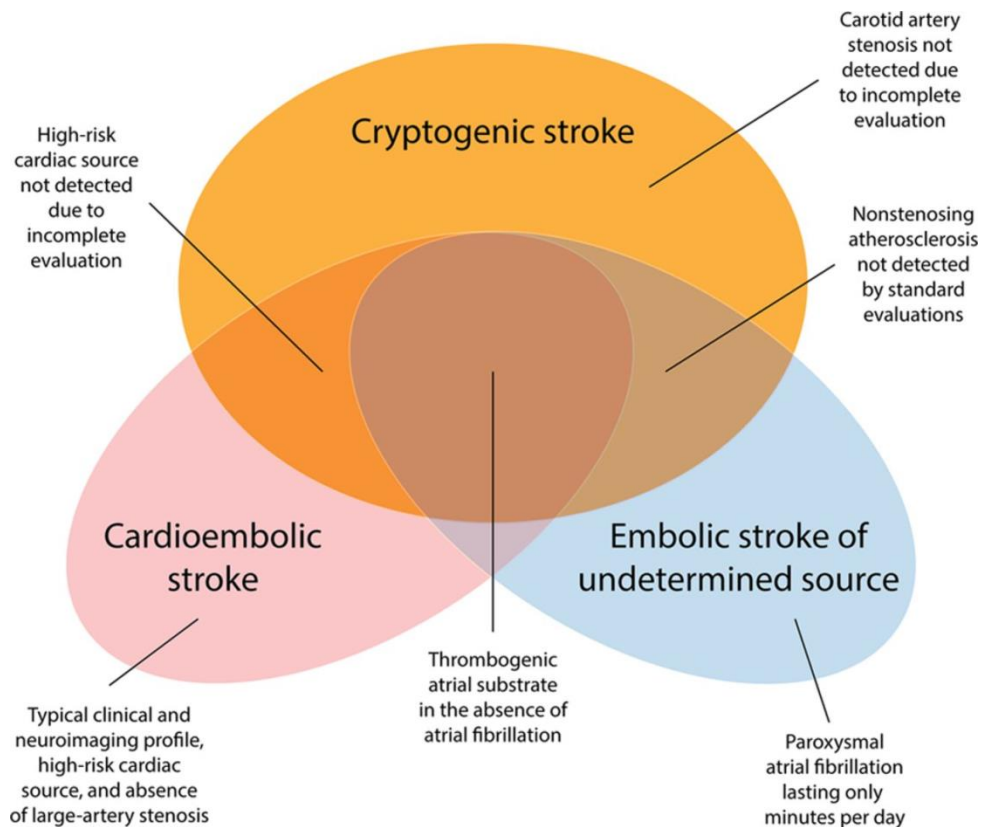 Carotid artery
stenosis not
detected due
to incomplete
evaluation
Cryptogenic stroke
High-risk
cardiac source
not detected
due to
incomplete
evaluation
Nonstenosing
atherosclerosis
not detected
by standard
evaluations
Cardioembolic
stroke
Embolic stroke of
undetermined source
Thrombogenic
atrial substrate
in the absence of
atrial fibrillation
Typical clinical and
neuroimaging profile,
high-risk cardiac
source, and absence
of large-artery stenosis
Paroxysmal
atrial fibrillation
lasting only
minutes per day